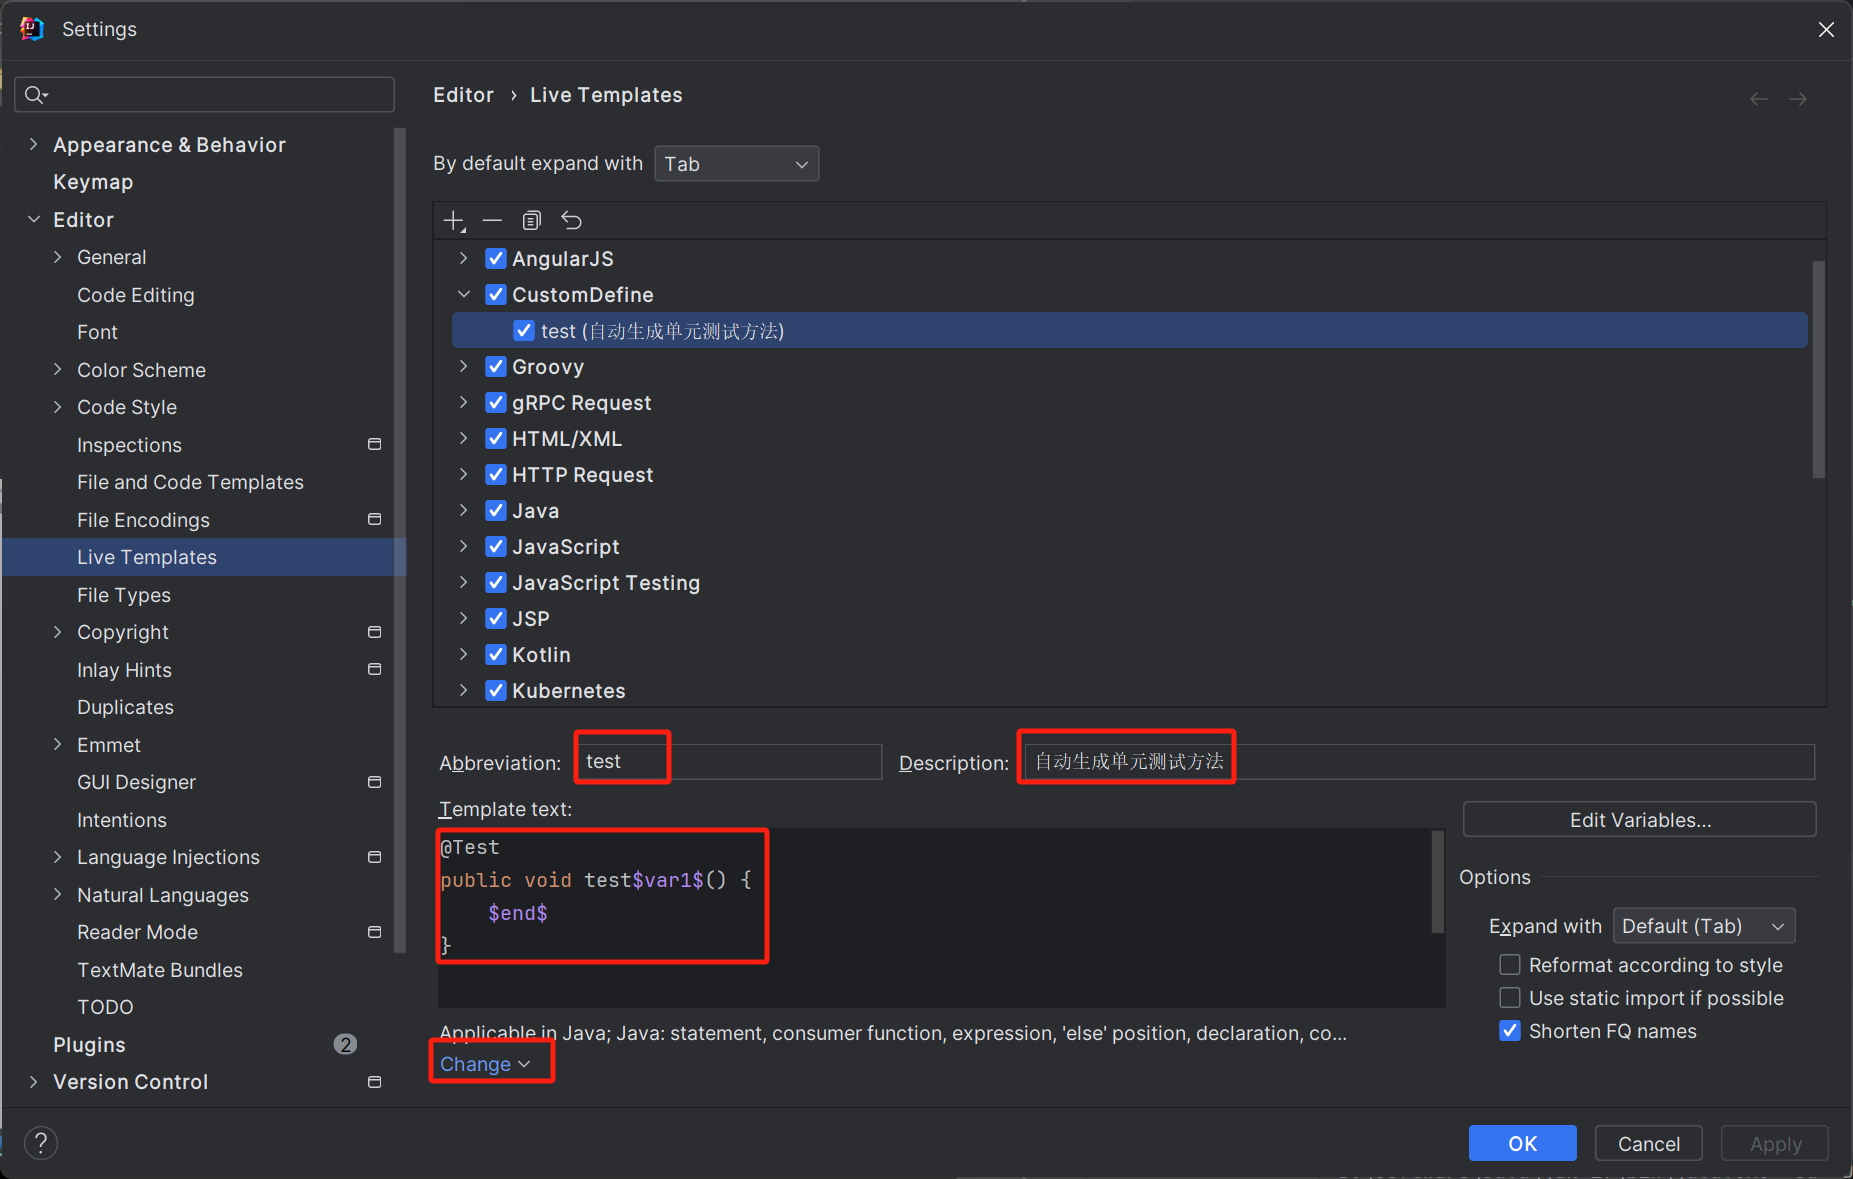 Settings
Editor › Live Templates
By default expand with Tab
Appearance & Behavior
Keymap
Editor
General
Code Editing
Font
Color Scheme
Code Style
Inspections
File and Code Templates
File Encodings
Live Templates
File Types
Copyright
Inlay Hints
Duplicates
Emmet
GUI Designer
Intentions
Language Injections
Natural Languages
Reader Mode
TextMate Bundles
TODO
Plugins 2
Version Control
AngularJS
CustomDefine
test (自动生成单元测试方法)
Groovy
gRPC Request
HTML/XML
HTTP Request
Java
JavaScript
JavaScript Testing
JSP
Kotlin
Kubernetes
Abbreviation: test Description: 自动生成单元测试方法
Template text:
@Test
public void test$var1$() {
    $end$
}
Edit Variables...
Options
Expand with Default (Tab)
Reformat according to style
Use static import if possible
Shorten FQ names
Applicable in Java; Java: statement, consumer function, expression, 'else' position, declaration, co...
Change
?
OK Cancel Apply